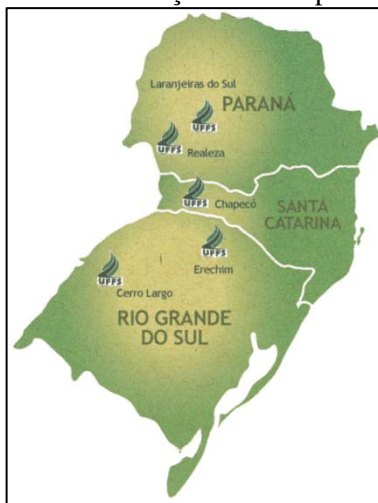 Laranjeiras do Sul
PARANÁ
UFFS
UFFS
Realeza
UFFS
Chapecó
SANTA
CATARINA
UFFS
Erechim
UFFS
Cerro Largo
RIO GRANDE
DO SUL